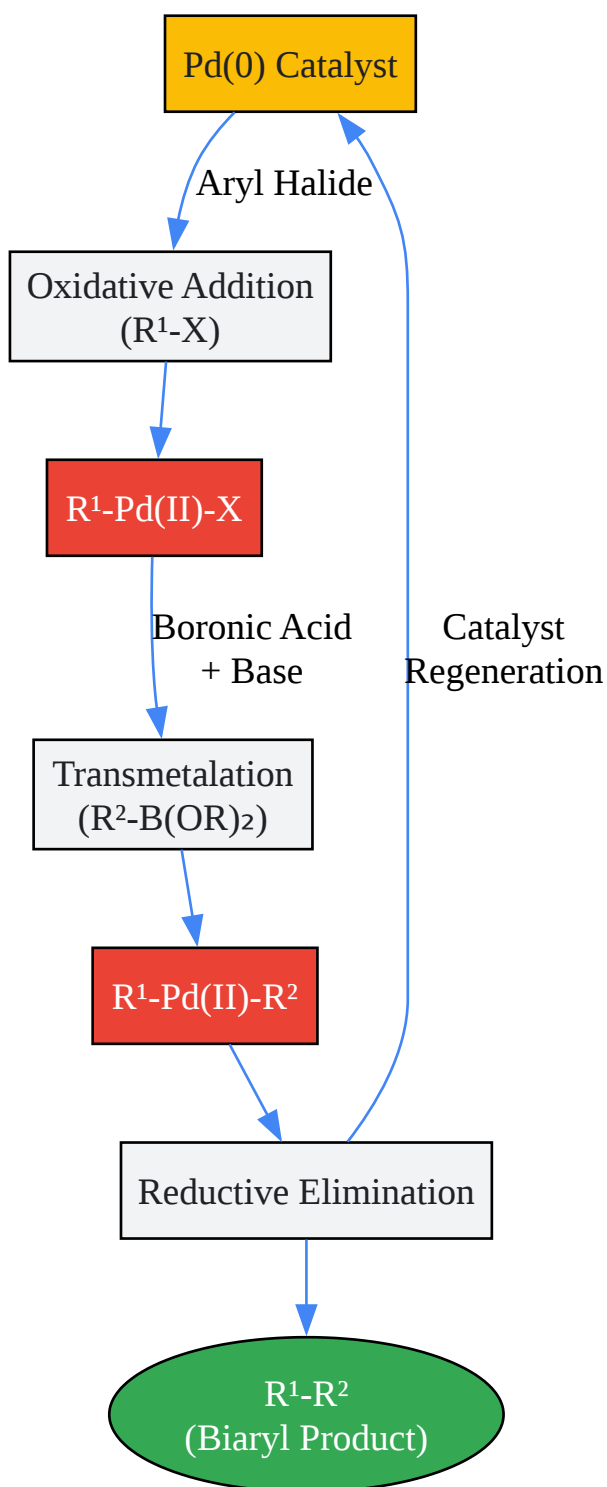 Pd(0) Catalyst
Aryl Halide
Oxidative Addition
(R¹-X)
R¹-Pd(II)-X
Boronic Acid
+ Base
Catalyst
Regeneration
Transmetalation
(R²-B(OR)₂)
R¹-Pd(II)-R²
Reductive Elimination
R¹-R²
(Biaryl Product)